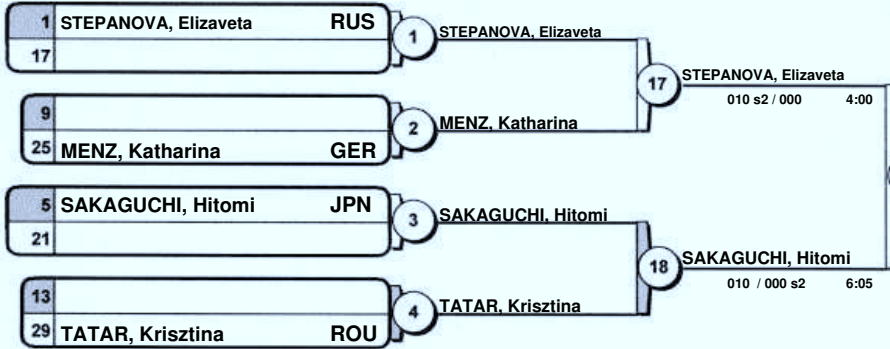 1 STEPANOVA, Elizaveta RUS
17
1 STEPANOVA, Elizaveta
9
25 MENZ, Katharina GER
2 MENZ, Katharina
17 STEPANOVA, Elizaveta
010 s2 / 000 4:00
5 SAKAGUCHI, Hitomi JPN
21
3 SAKAGUCHI, Hitomi
13
29 TATAR, Krisztina ROU
4 TATAR, Krisztina
18 SAKAGUCHI, Hitomi
010 / 000 s2 6:05